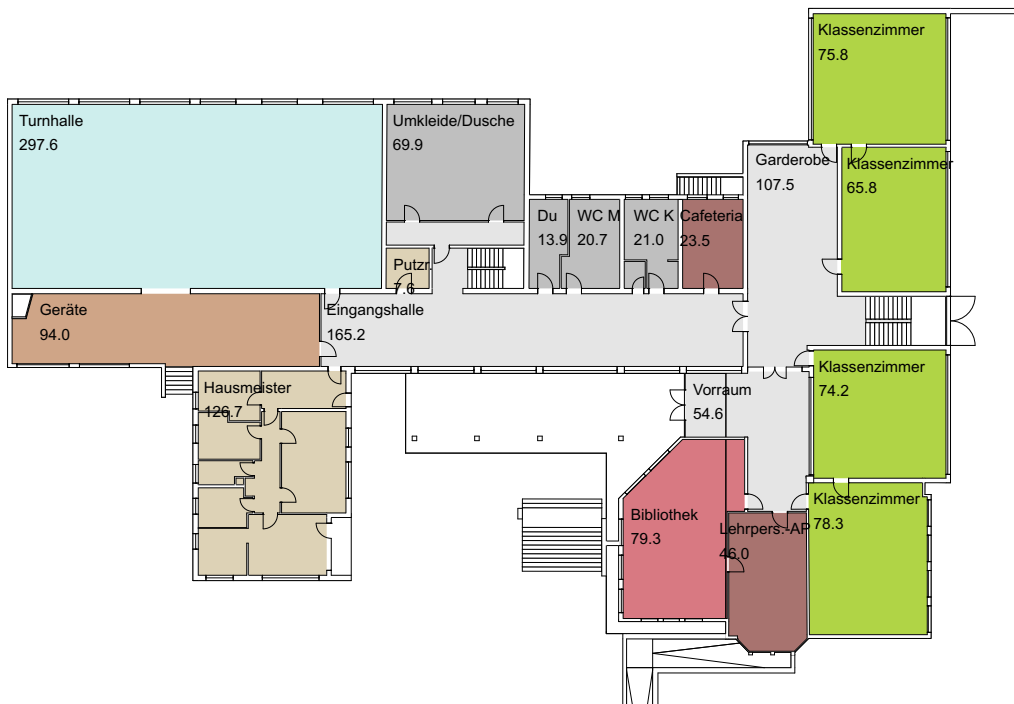 Klassenzimmer
75.8
Turnhalle
297.6
Umkleide/Dusche
69.9
Garderobe
107.5
Klassenzimmer
65.8
Du
13.9
WC M
20.7
WC K
21.0
Cafeteria
23.5
Putzr.
7.6
Geräte
94.0
Eingangshalle
165.2
Hausmeister
126.7
Vorraum
54.6
Klassenzimmer
74.2
Bibliothek
79.3
Lehrpers.-AP
46.0
Klassenzimmer
78.3